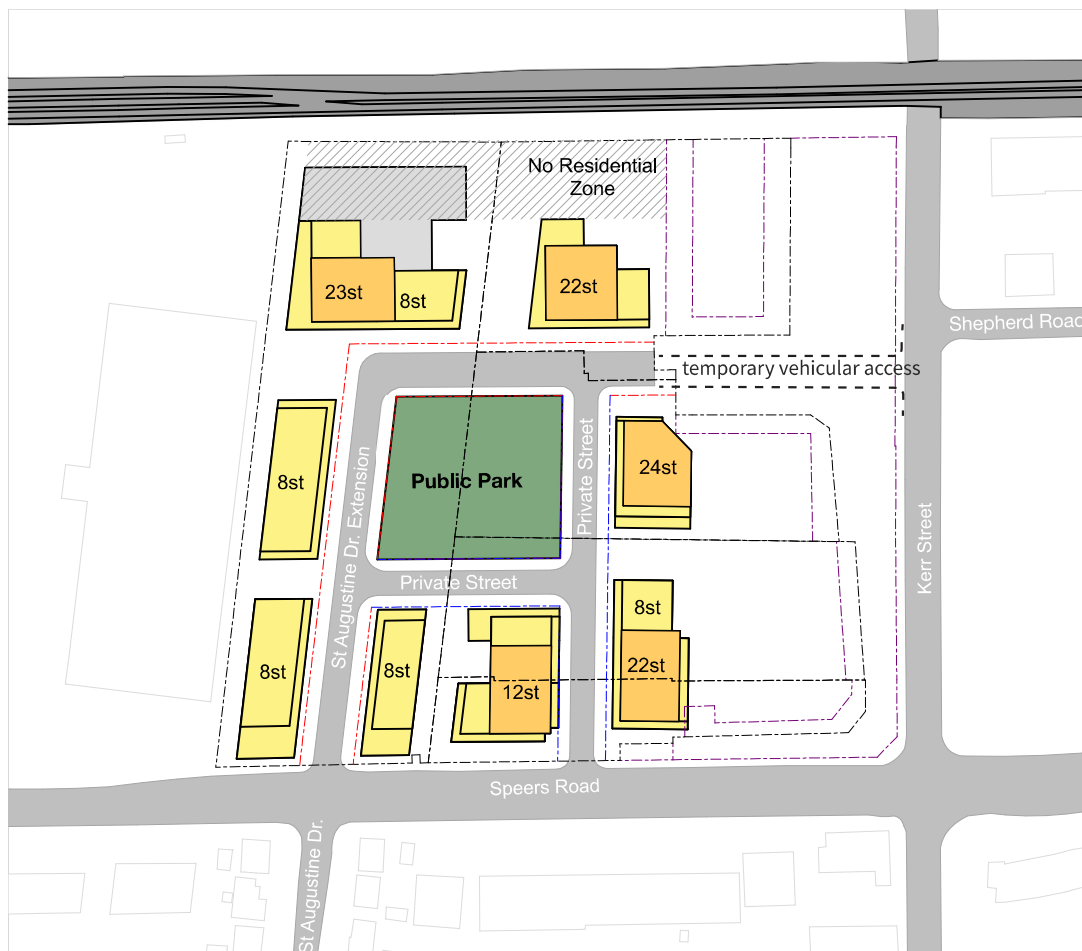 No Residential
Zone
23st
8st
22st
Shepherd Road
temporary vehicular access
8st
Public Park
24st
Private Street
St Augustine Dr. Extension
Kerr Street
Private Street
8st
8st
8st
12st
22st
Speers Road
St Augustine Dr.